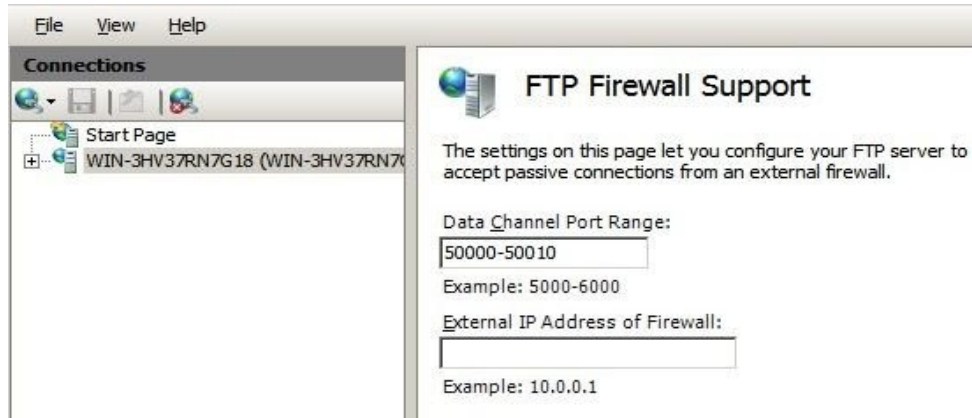 File View Help
Connections
Start Page
WIN-3HV37RN7G18 (WIN-3HV37RN7
FTP Firewall Support
The settings on this page let you configure your FTP server to
accept passive connections from an external firewall.
Data Channel Port Range:
50000-50010
Example: 5000-6000
External IP Address of Firewall:
Example: 10.0.0.1